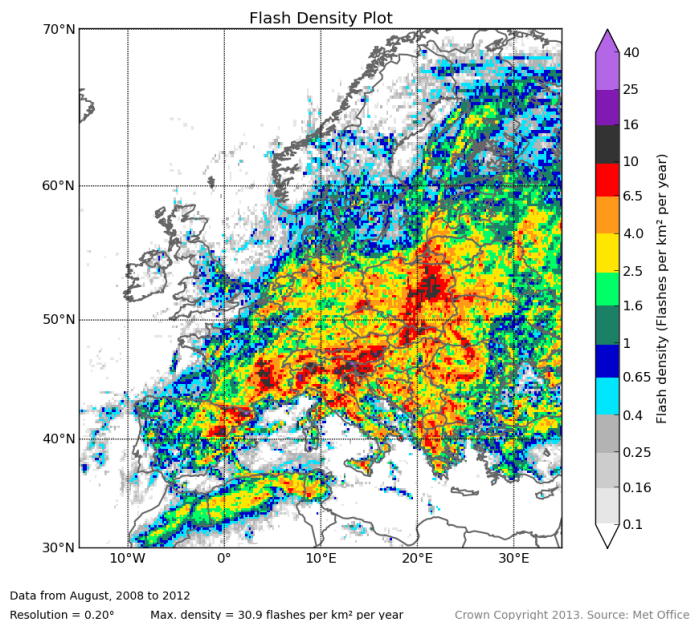 Flash Density Plot
70°N
60°N
50°N
40°N
30°N
10°W 0° 10°E 20°E 30°E
40
25
16
10
6.5
4.0
2.5
1.6
1
0.65
0.4
0.25
0.16
0.1
Flash density (Flashes per km² per year)
Data from August, 2008 to 2012
Resolution = 0.20° Max. density = 30.9 flashes per km² per year Crown Copyright 2013. Source: Met Office